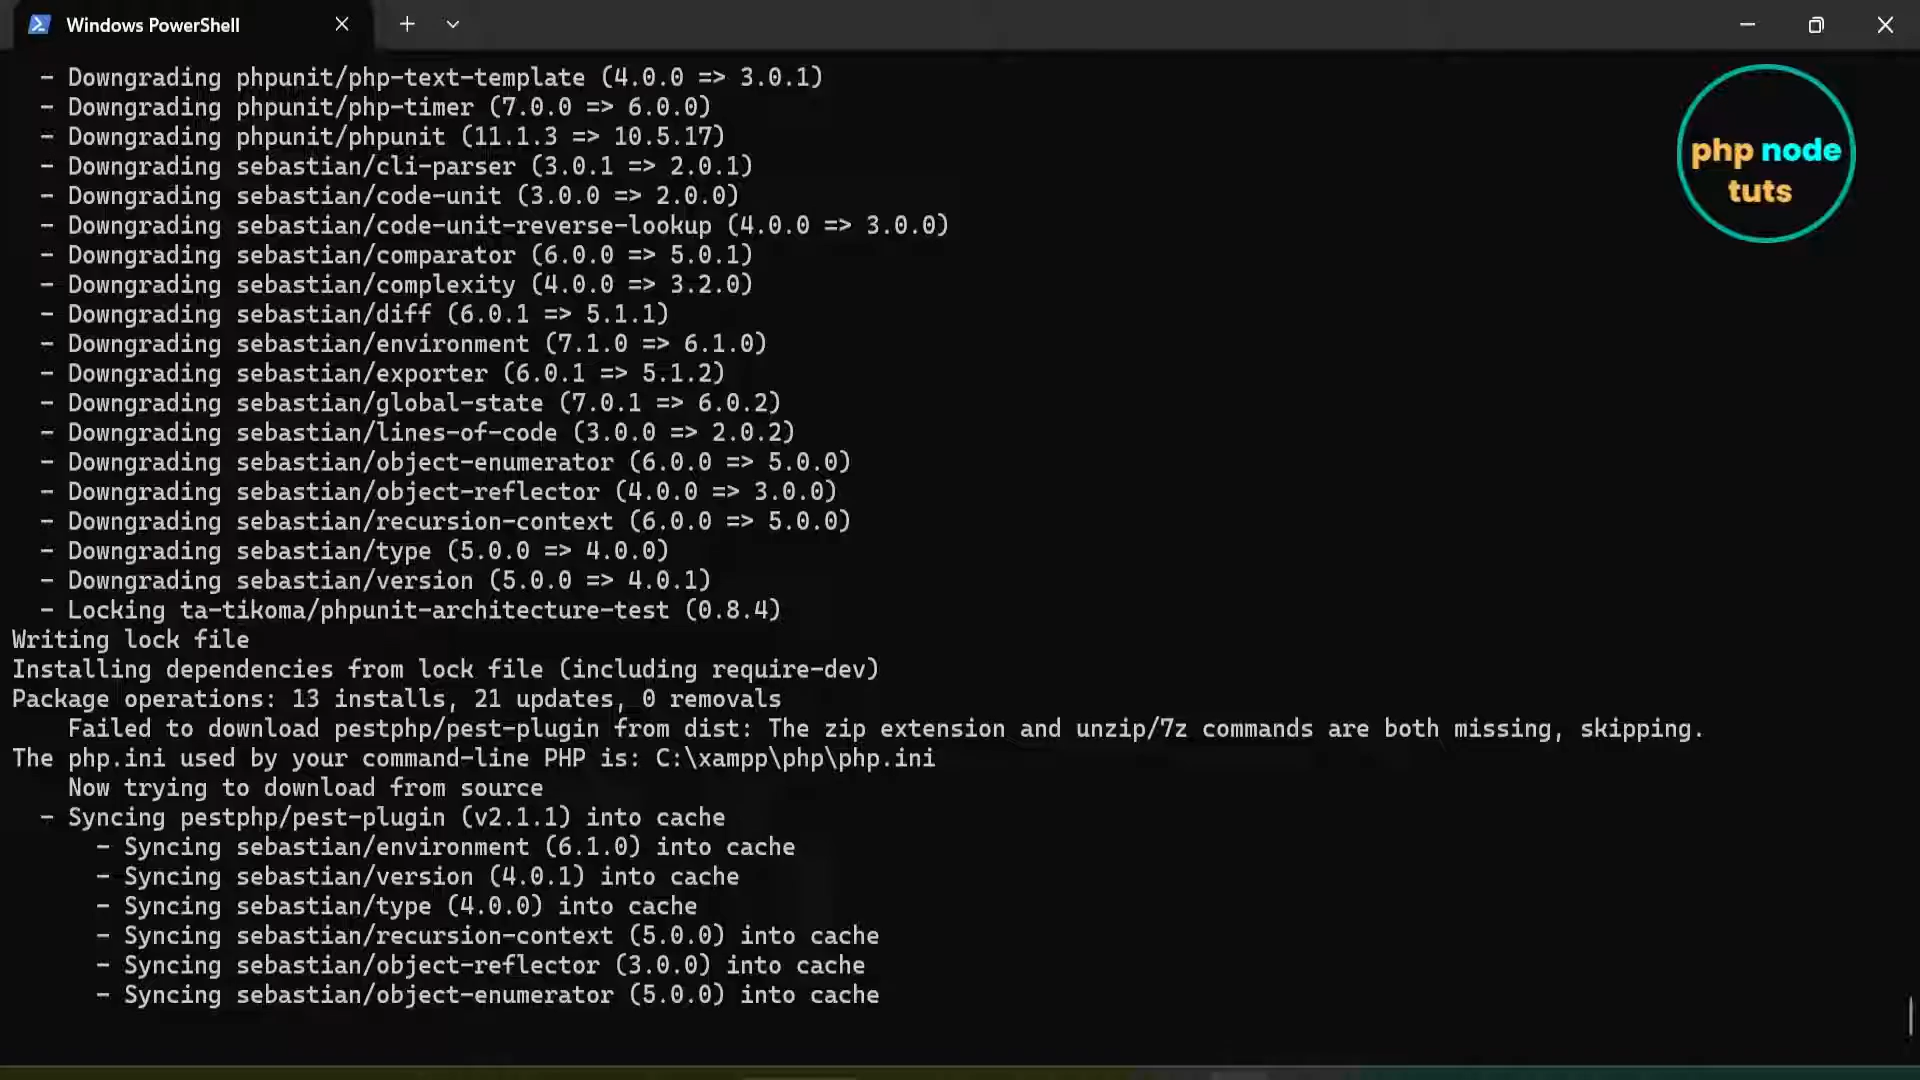 Windows PowerShell
- Downgrading phpunit/php-text-template (4.0.0 => 3.0.1)
- Downgrading phpunit/php-timer (7.0.0 => 6.0.0)
- Downgrading phpunit/phpunit (11.1.3 => 10.5.17)
- Downgrading sebastian/cli-parser (3.0.1 => 2.0.1)
- Downgrading sebastian/code-unit (3.0.0 => 2.0.0)
- Downgrading sebastian/code-unit-reverse-lookup (4.0.0 => 3.0.0)
- Downgrading sebastian/comparator (6.0.0 => 5.0.1)
- Downgrading sebastian/complexity (4.0.0 => 3.2.0)
- Downgrading sebastian/diff (6.0.1 => 5.1.1)
- Downgrading sebastian/environment (7.1.0 => 6.1.0)
- Downgrading sebastian/exporter (6.0.1 => 5.1.2)
- Downgrading sebastian/global-state (7.0.1 => 6.0.2)
- Downgrading sebastian/lines-of-code (3.0.0 => 2.0.2)
- Downgrading sebastian/object-enumerator (6.0.0 => 5.0.0)
- Downgrading sebastian/object-reflector (4.0.0 => 3.0.0)
- Downgrading sebastian/recursion-context (6.0.0 => 5.0.0)
- Downgrading sebastian/type (5.0.0 => 4.0.0)
- Downgrading sebastian/version (5.0.0 => 4.0.1)
- Locking ta-tikoma/phpunit-architecture-test (0.8.4)
Writing lock file
Installing dependencies from lock file (including require-dev)
Package operations: 13 installs, 21 updates, 0 removals
Failed to download pestphp/pest-plugin from dist: The zip extension and unzip/7z commands are both missing, skipping.
The php.ini used by your command-line PHP is: C:\xampp\php\php.ini
Now trying to download from source
- Syncing pestphp/pest-plugin (v2.1.1) into cache
- Syncing sebastian/environment (6.1.0) into cache
- Syncing sebastian/version (4.0.1) into cache
- Syncing sebastian/type (4.0.0) into cache
- Syncing sebastian/recursion-context (5.0.0) into cache
- Syncing sebastian/object-reflector (3.0.0) into cache
- Syncing sebastian/object-enumerator (5.0.0) into cache
php node
tuts